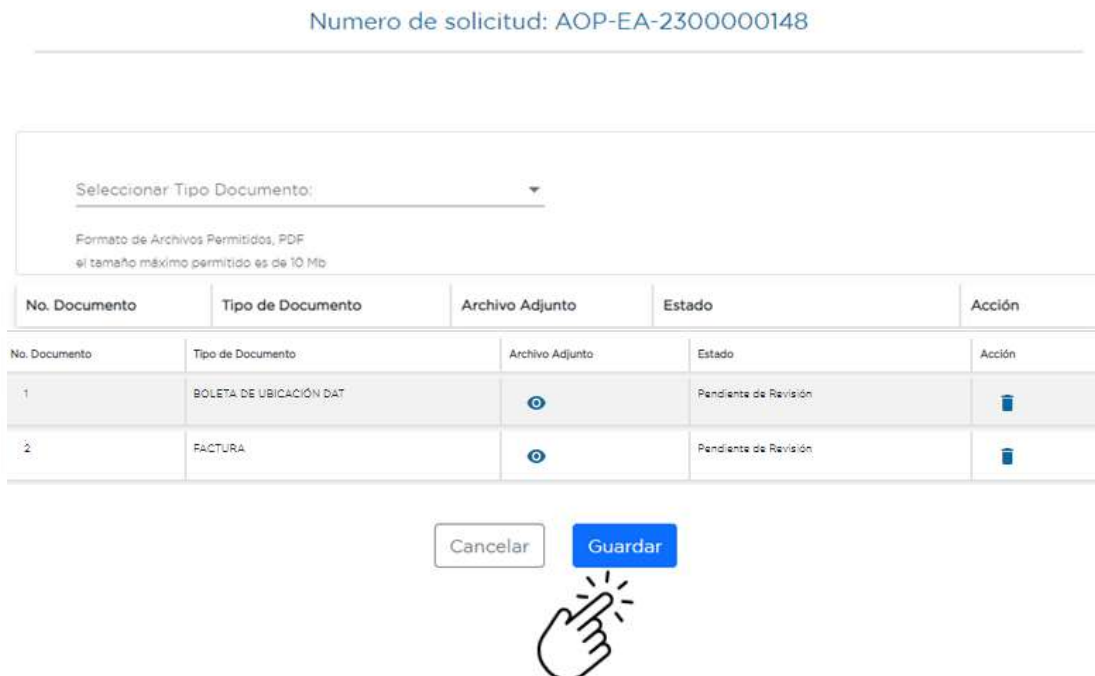 Numero de solicitud: AOP-EA-2300000148
Seleccionar Tipo Documento:
Formato de Archivos Permitidos, PDF
el tamaño máximo permitido es de 10 Mb
No. Documento Tipo de Documento Archivo Adjunto Estado Acción
No. Documento Tipo de Documento Archivo Adjunto Estado Acción
1 BOLETA DE UBICACIÓN DAT Pendiente de Revisión
2 FACTURA Pendiente de Revisión
Cancelar Guardar